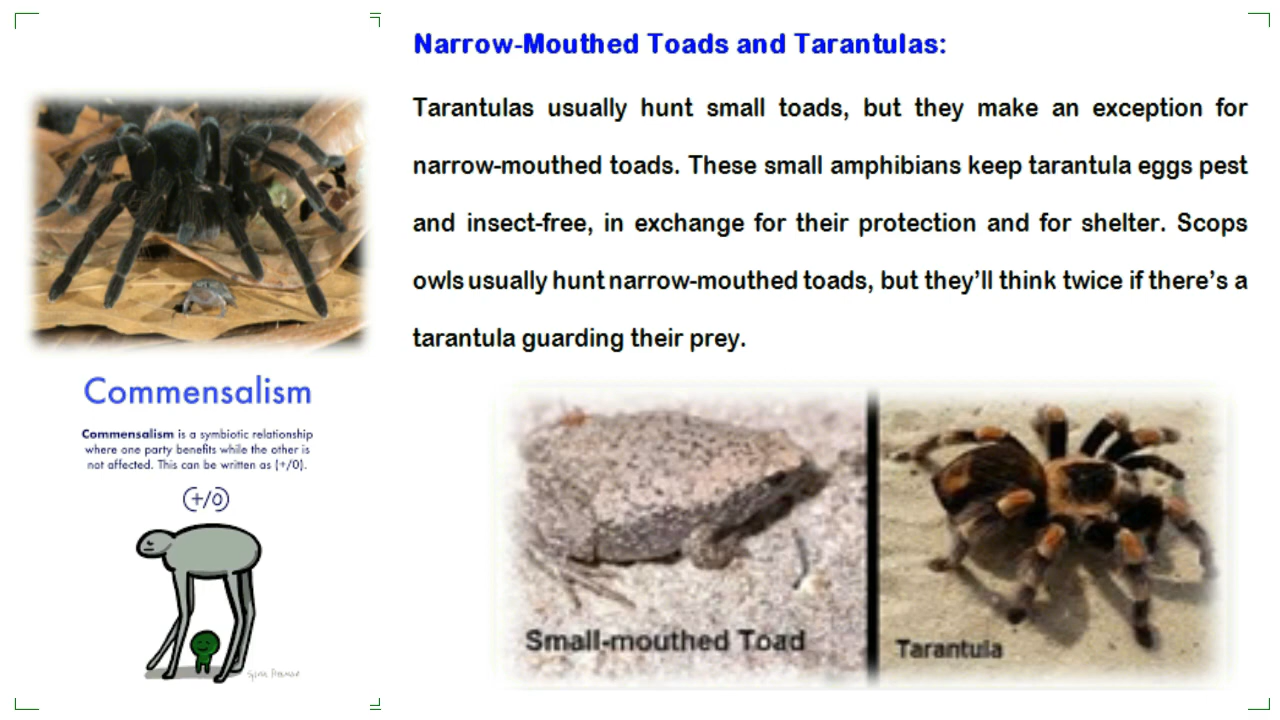 Narrow-Mouthed Toads and Tarantulas:
Tarantulas usually hunt small toads, but they make an exception for
narrow-mouthed toads. These small amphibians keep tarantula eggs pest
and insect-free, in exchange for their protection and for shelter. Scops
owls usually hunt narrow-mouthed toads, but they’ll think twice if there’s a
tarantula guarding their prey.
Commensalism
Commensalism is a symbiotic relationship
where one party benefits while the other is
not affected. This can be written as (+/0).
(+/0)
Small-mouthed Toad
Tarantula